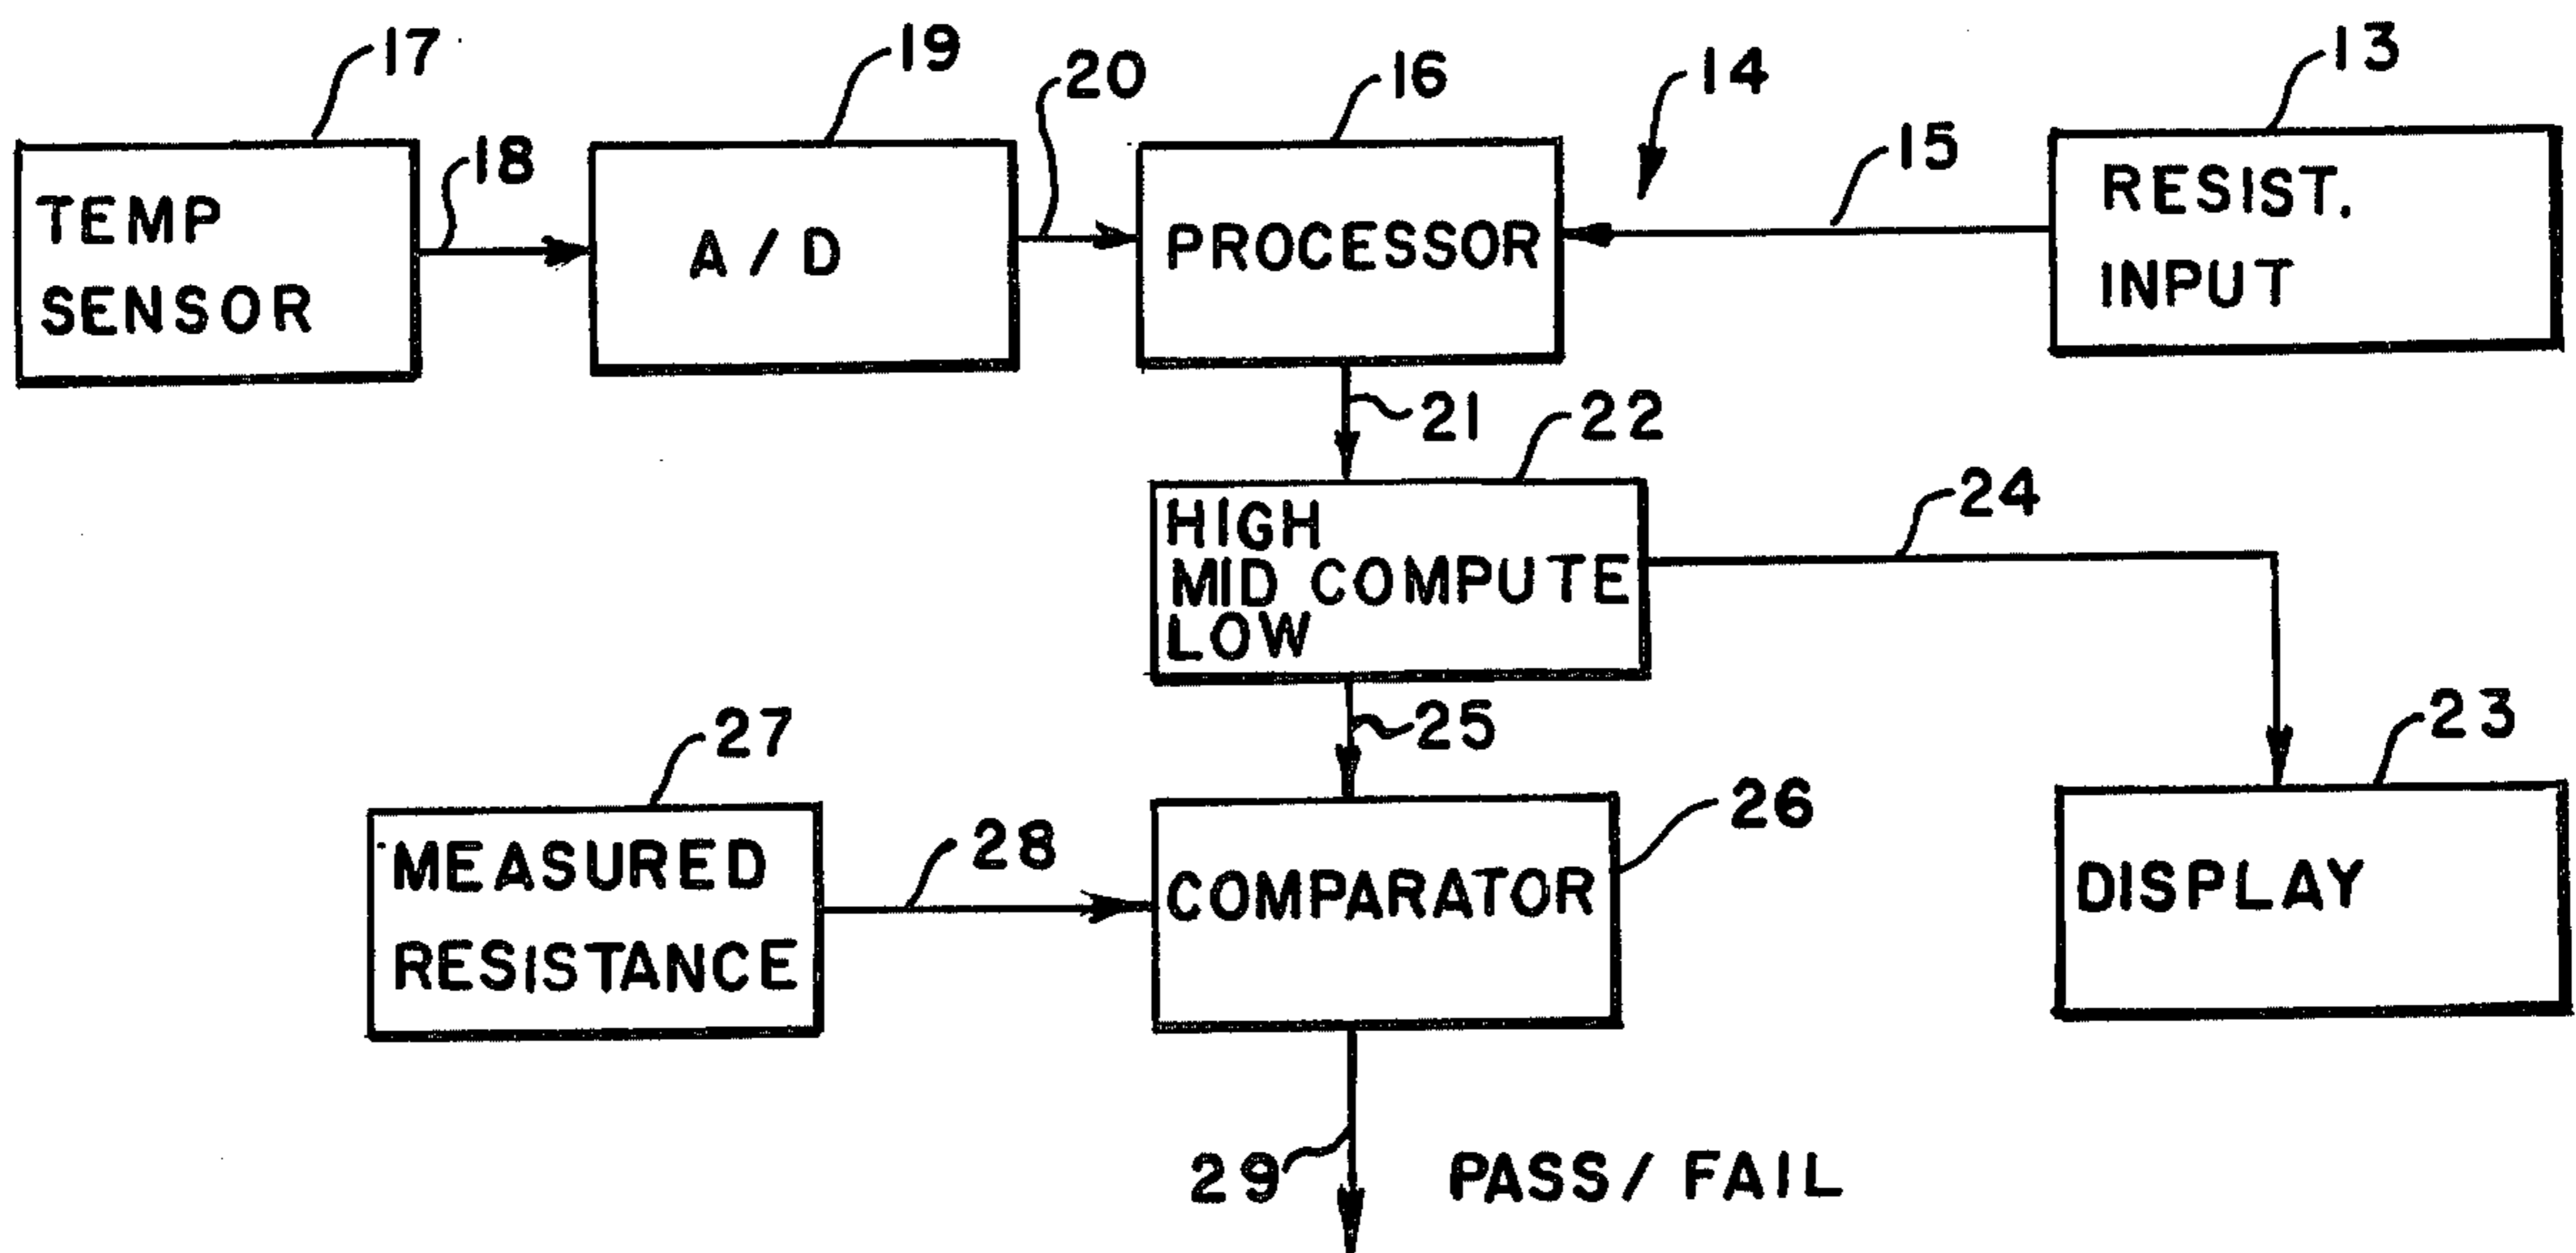 17
19
20
16
14
13
18
15
TEMP
SENSOR
A / D
PROCESSOR
RESIST.
INPUT
21
22
24
HIGH
MID COMPUTE
LOW
25
23
27
28
26
MEASURED
RESISTANCE
COMPARATOR
DISPLAY
29
PASS / FAIL